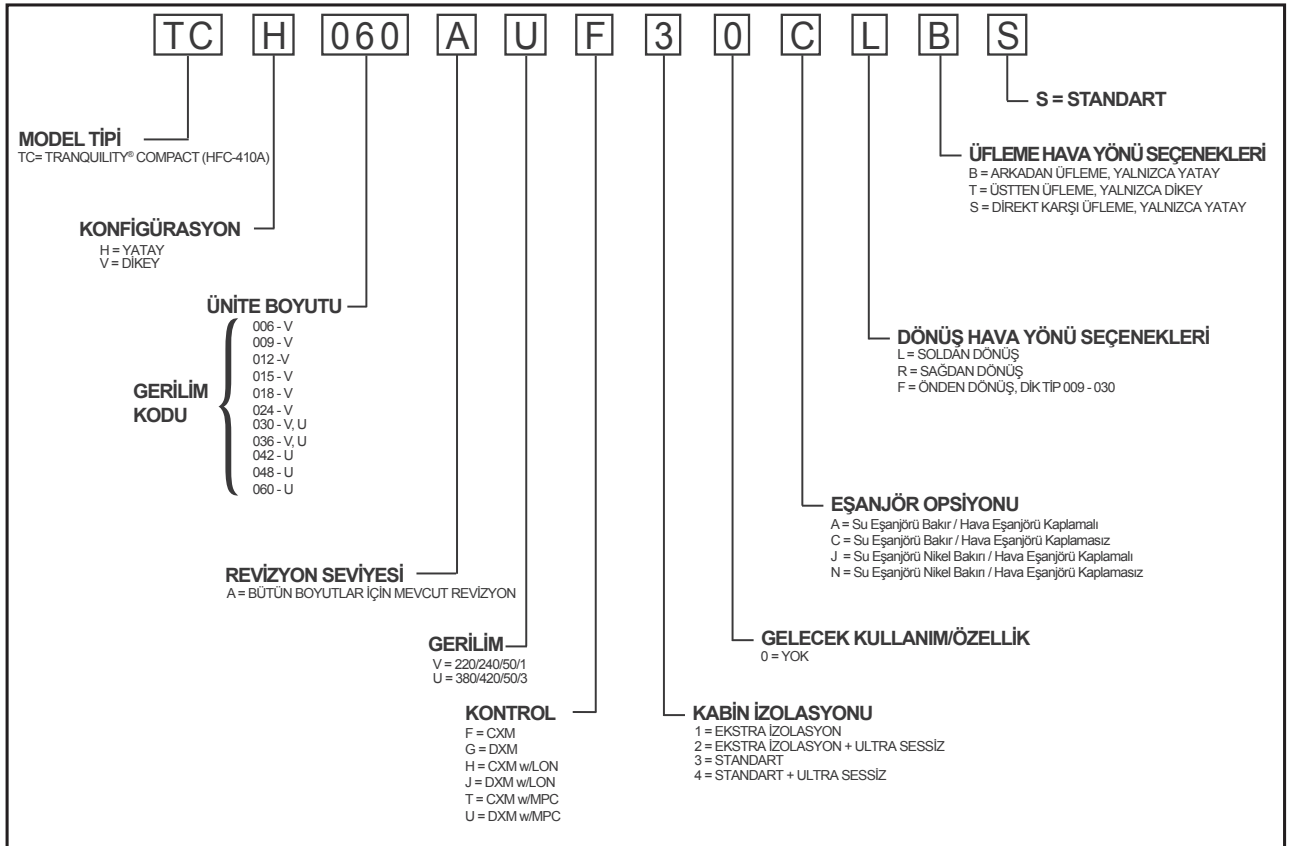 TC H 060 A U F 3 0 C L B S
S = STANDART
MODEL TİPİ
TC= TRANQUILITY® COMPACT (HFC-410A)
ÜFLEME HAVA YÖNÜ SEÇENEKLERİ
B = ARKADAN ÜFLEME, YALNIZCA YATAY
T = ÜSTTEN ÜFLEME, YALNIZCA DİKEY
S = DİREKT KARŞI ÜFLEME, YALNIZCA YATAY
KONFİGÜRASYON
H = YATAY
V = DİKEY
ÜNİTE BOYUTU
GERİLİM
KODU
006 - V
009 - V
012 -V
015 - V
018 - V
024 - V
030 - V, U
036 - V, U
042 - U
048 - U
060 - U
DÖNÜŞ HAVA YÖNÜ SEÇENEKLERİ
L = SOLDAN DÖNÜŞ
R = SAĞDAN DÖNÜŞ
F = ÖNDEN DÖNÜŞ, DİK TİP 009 - 030
EŞANJÖR OPSİYONU
A = Su Eşanjörü Bakır / Hava Eşanjörü Kaplamalı
C = Su Eşanjörü Bakır / Hava Eşanjörü Kaplamasız
J = Su Eşanjörü Nikel Bakırı / Hava Eşanjörü Kaplamalı
N = Su Eşanjörü Nikel Bakırı / Hava Eşanjörü Kaplamasız
REVİZYON SEVİYESİ
A = BÜTÜN BOYUTLAR İÇİN MEVCUT REVİZYON
GELECEK KULLANIM/ÖZELLİK
0 = YOK
GERİLİM
V = 220/240/50/1
U = 380/420/50/3
KONTROL
F = CXM
G = DXM
H = CXM w/LON
J = DXM w/LON
T = CXM w/MPC
U = DXM w/MPC
KABİN İZOLASYONU
1 = EKSTRA İZOLASYON
2 = EKSTRA İZOLASYON + ULTRA SESSİZ
3 = STANDART
4 = STANDART + ULTRA SESSİZ